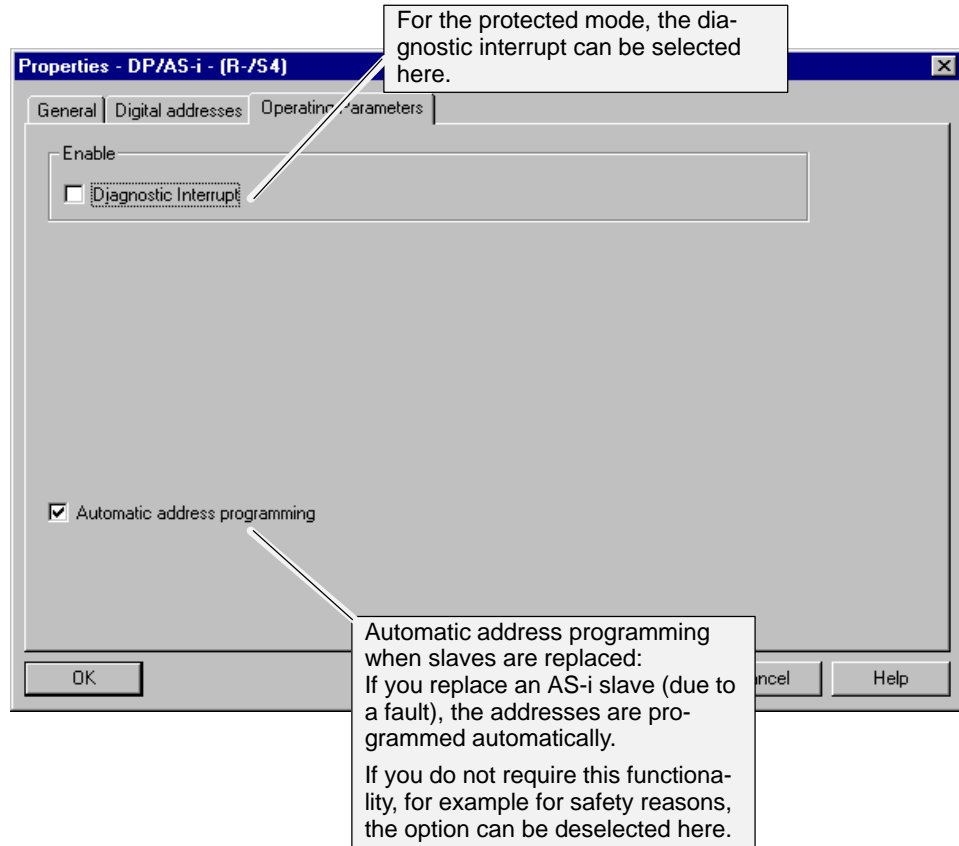 For the protected mode, the dia-
gnostic interrupt can be selected
here.
Properties - DP/AS-i - (R-/S4)
General
Digital addresses
Operating Parameters
Enable
Diagnostic Interrupt
Automatic address programming
Automatic address programming
when slaves are replaced:
If you replace an AS-i slave (due to
a fault), the addresses are pro-
grammed automatically.
If you do not require this functiona-
lity, for example for safety reasons,
the option can be deselected here.
OK
ncel
Help